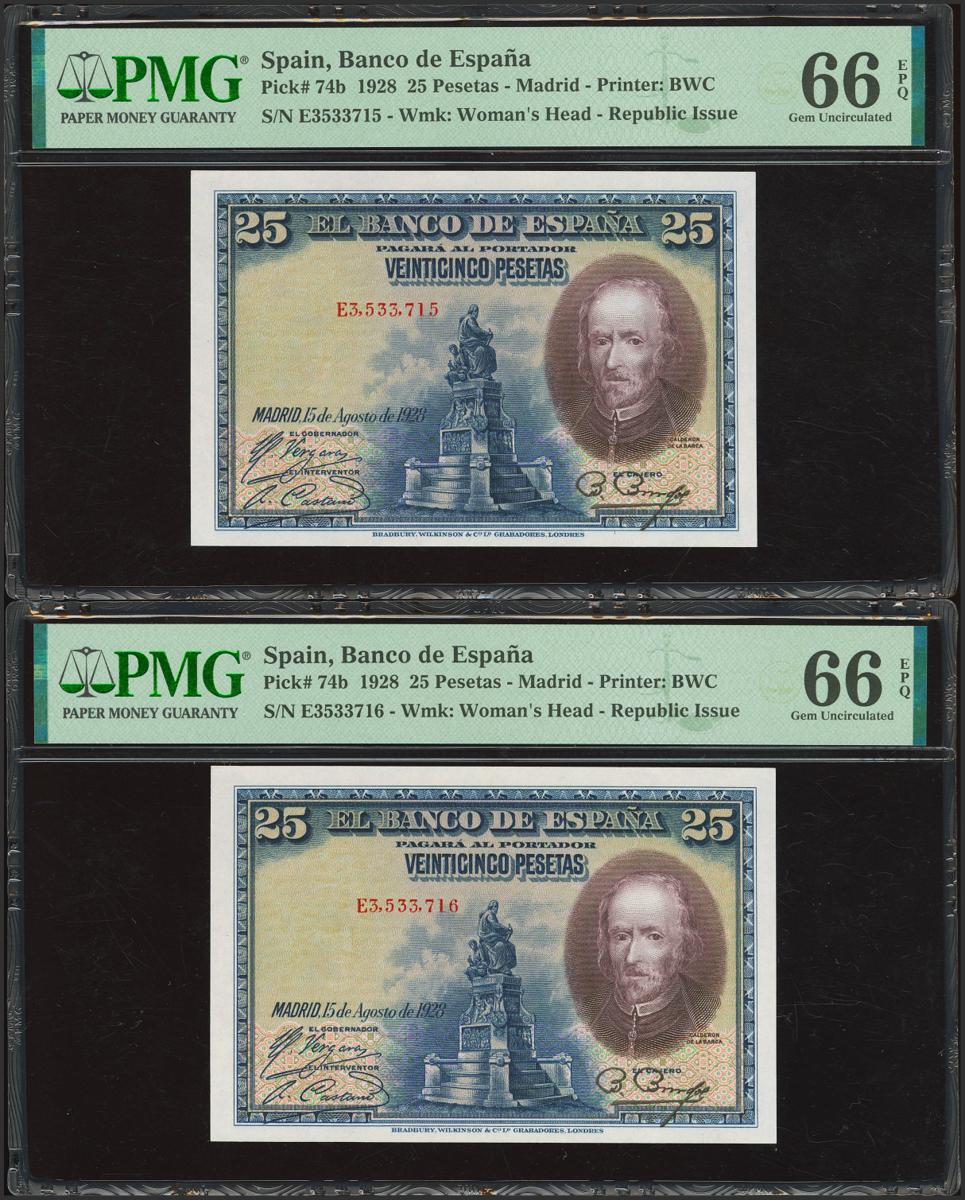 PMG®
PAPER MONEY GUARANTY
Spain, Banco de España
Pick# 74b 1928 25 Pesetas - Madrid - Printer: BWC
S/N E3533715 - Wmk: Woman's Head - Republic Issue
66 EPQ
Gem Uncirculated
25 EL BANCO DE ESPAÑA 25
PAGARÁ AL PORTADOR
VEINTICINCO PESETAS
E3,533,715
MADRID, 15 de Agosto de 1928
EL GOBERNADOR
Vergara
EL INTERVENTOR
CALDERON
DE LA BARCA
EL CAJERO
BRADBURY, WILKINSON & Cº Lᴅ GRABADORES, LONDRES
PMG®
PAPER MONEY GUARANTY
Spain, Banco de España
Pick# 74b 1928 25 Pesetas - Madrid - Printer: BWC
S/N E3533716 - Wmk: Woman's Head - Republic Issue
66 EPQ
Gem Uncirculated
25 EL BANCO DE ESPAÑA 25
PAGARÁ AL PORTADOR
VEINTICINCO PESETAS
E3,533,716
MADRID, 15 de Agosto de 1928
EL GOBERNADOR
Vergara
EL INTERVENTOR
CALDERON
DE LA BARCA
EL CAJERO
BRADBURY, WILKINSON & Cº Lᴅ GRABADORES, LONDRES